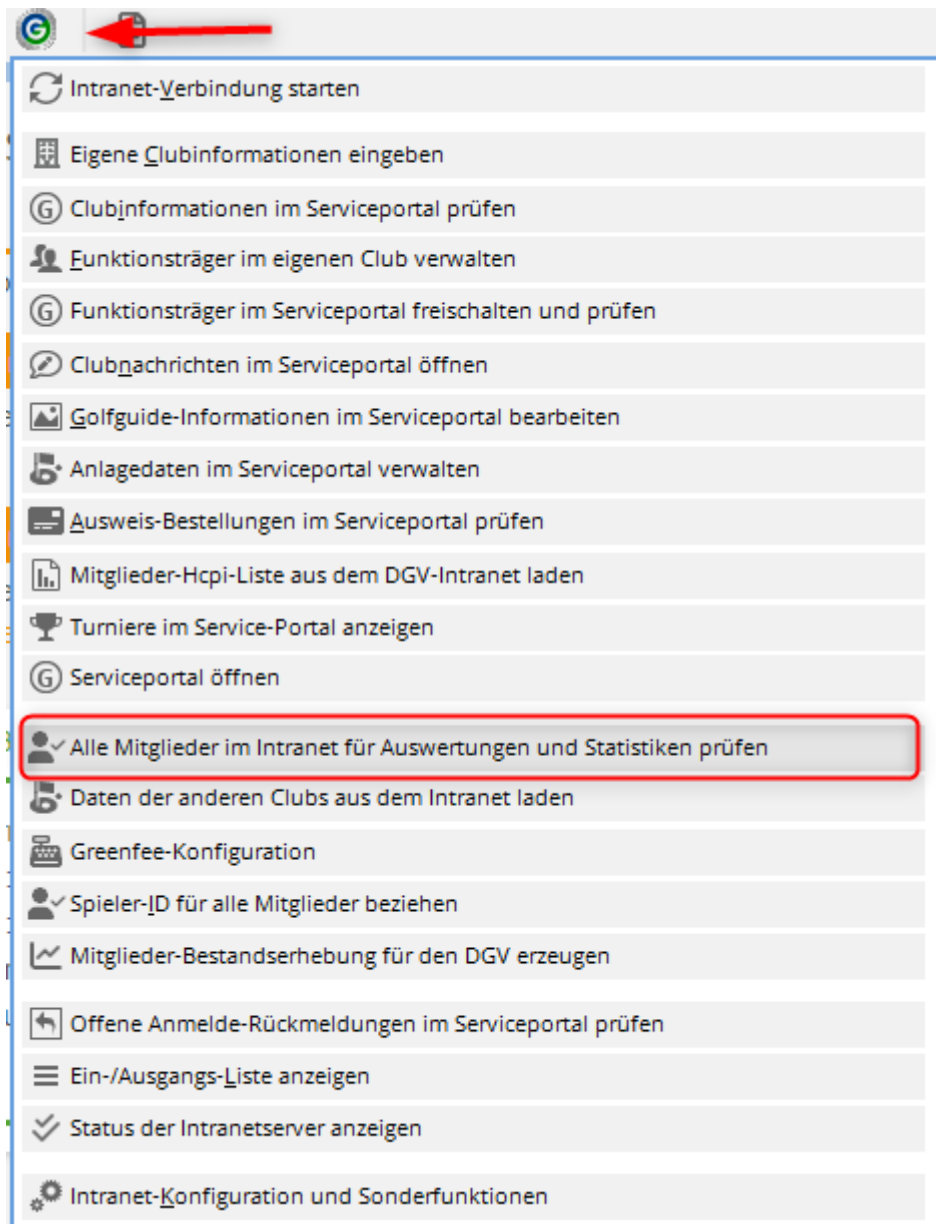 Intranet-Verbindung starten
Eigene Clubinformationen eingeben
Clubinformationen im Serviceportal prüfen
Funktionsträger im eigenen Club verwalten
Funktionsträger im Serviceportal freischalten und prüfen
Clubnachrichten im Serviceportal öffnen
Golfguide-Informationen im Serviceportal bearbeiten
Anlagedaten im Serviceportal verwalten
Ausweis-Bestellungen im Serviceportal prüfen
Mitglieder-Hcpi-Liste aus dem DGV-Intranet laden
Turniere im Service-Portal anzeigen
Serviceportal öffnen
Alle Mitglieder im Intranet für Auswertungen und Statistiken prüfen
Daten der anderen Clubs aus dem Intranet laden
Greenfee-Konfiguration
Spieler-ID für alle Mitglieder beziehen
Mitglieder-Bestandserhebung für den DGV erzeugen
Offene Anmelde-Rückmeldungen im Serviceportal prüfen
Ein-/Ausgangs-Liste anzeigen
Status der Intranetserver anzeigen
Intranet-Konfiguration und Sonderfunktionen